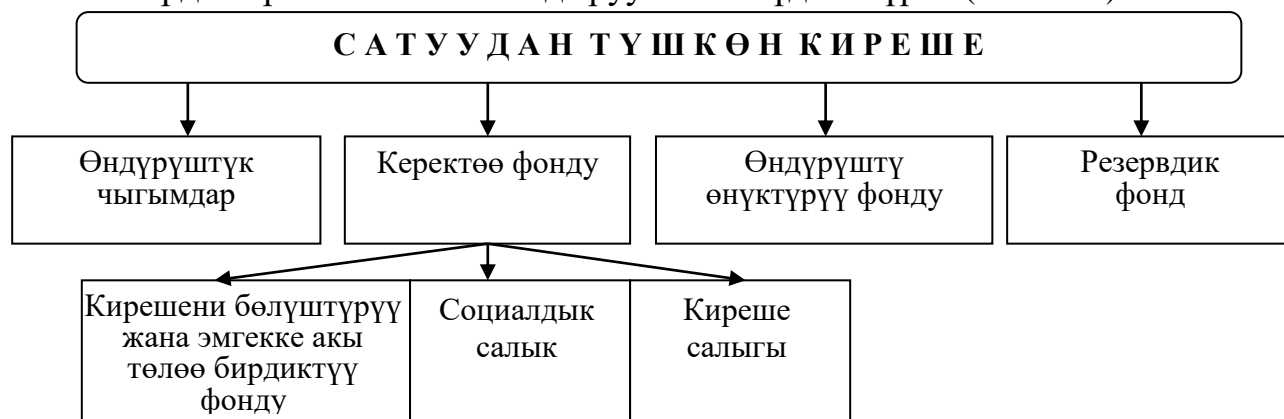 С А Т У У Д А Н Т Ү Ш К Ө Н К И Р Е Ш Е
Өндүрүштүк
чыгымдар
Керектөө фонду
Өндүрүштү
өнүктүрүү фонду
Резервдик
фонд
Кирешени бөлүштүрүү
жана эмгекке акы
төлөө бирдиктүү
фонду
Социалдык
салык
Киреше
салыгы